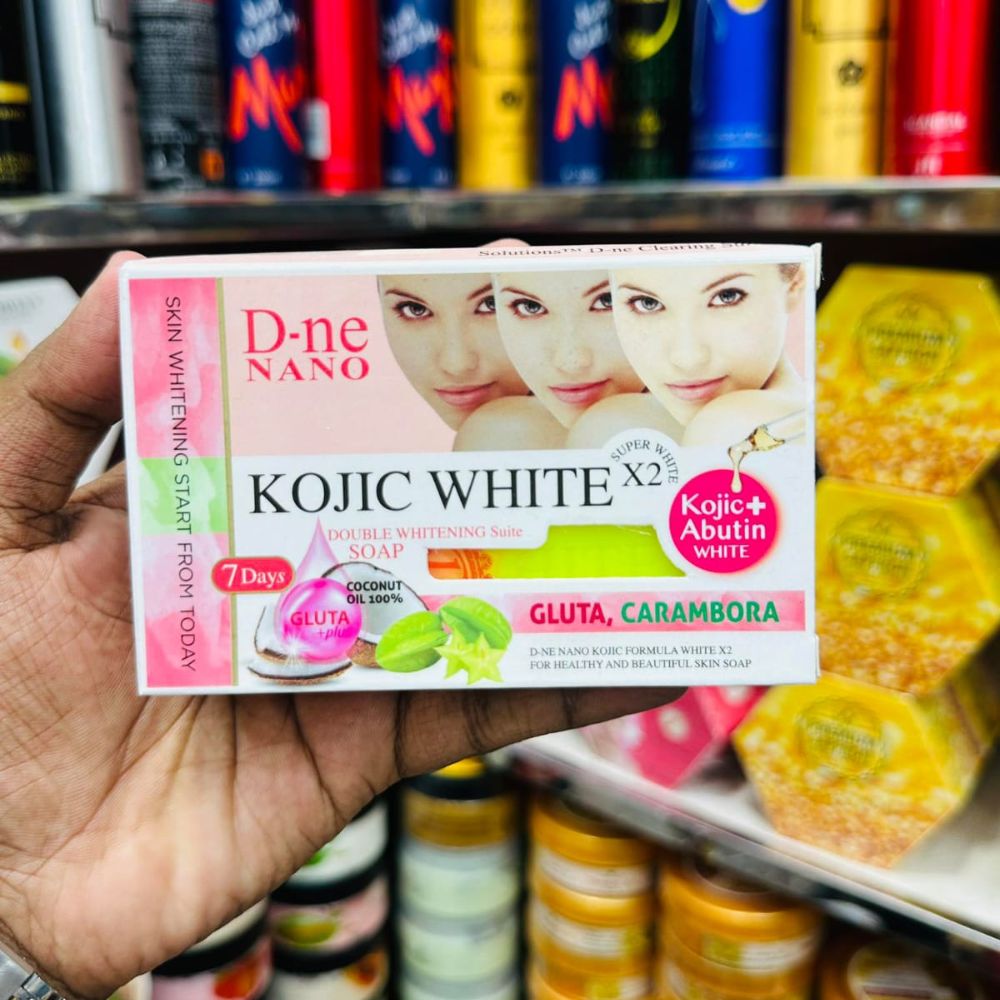 Solutions™ D-ne Clearing
SKIN WHITENING START FROM TODAY
D-ne
NANO
KOJIC WHITE X2
SUPER WHITE
DOUBLE WHITENING Suite
SOAP
Kojic+
Abutin
WHITE
7 Days
COCONUT
OIL 100%
GLUTA
+plus
GLUTA, CARAMBORA
D-NE NANO KOJIC FORMULA WHITE X2
FOR HEALTHY AND BEAUTIFUL SKIN SOAP